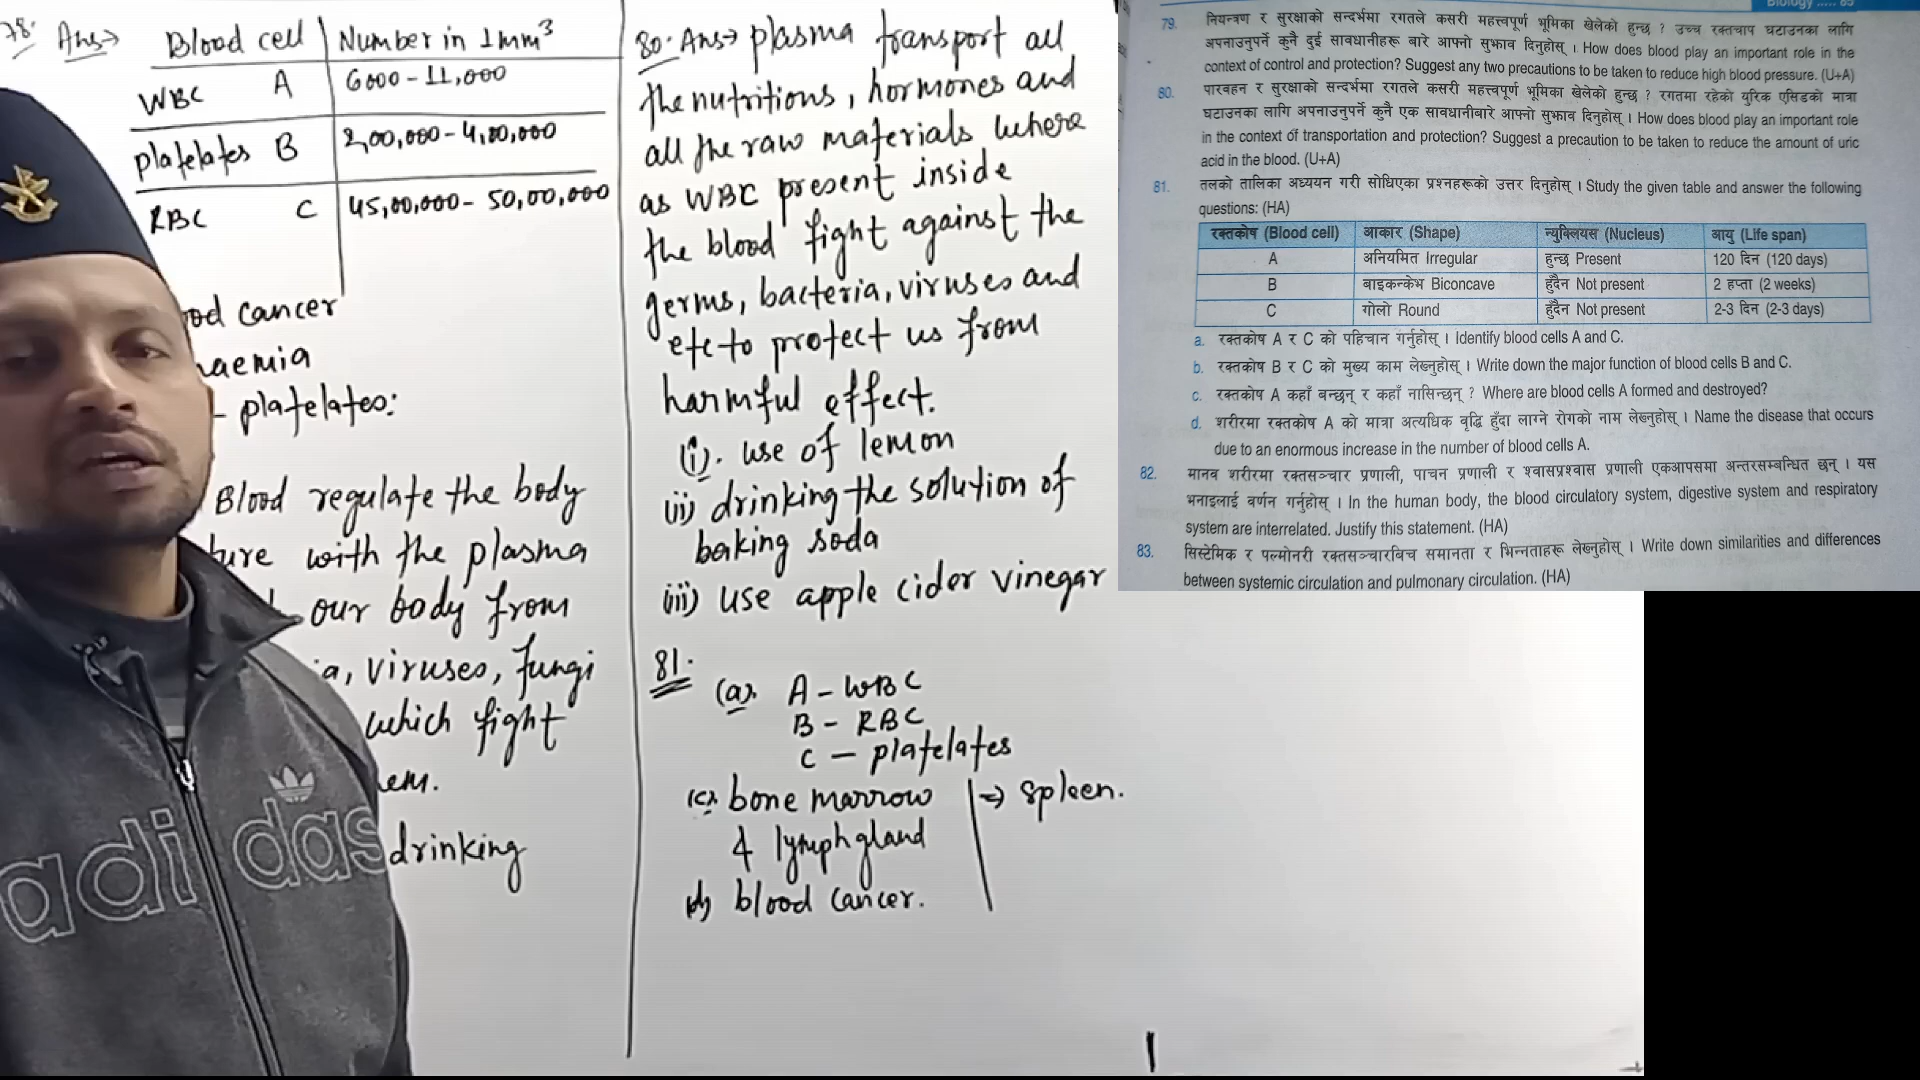 78. Ans→
Blood cell Number in 1mm³
WBC A 6000-11,000
platelates B 2,00,000-4,00,000
RBC C 45,00,000-50,00,000
ood cancer
aemia
- platelates:
Blood regulate the body
ture with the plasma
our body from
a, viruses, fungi
which fight
em.
drinking
adidas
80. Ans→ plasma transport all
the nutritions, hormones and
all the raw materials where
as WBC present inside
the blood fight against the
germs, bacteria, viruses and
etc to protect us from
harmful effect.
(i). use of lemon
ii) drinking the solution of
baking soda
iii) use apple cider vinegar
81.
(a). A - WBC
B - RBC
C - platelates
(c) bone marrow → spleen.
& lymph gland
d) blood cancer.
Biology ..... 85
79. नियन्त्रण र सुरक्षाको सन्दर्भमा रगतले कसरी महत्त्वपूर्ण भूमिका खेलेको हुन्छ ? उच्च रक्तचाप घटाउनका लागि
अपनाउनुपर्ने कुनै दुई सावधानीहरू बारे आफ्नो सुझाव दिनुहोस् । How does blood play an important role in the
context of control and protection? Suggest any two precautions to be taken to reduce high blood pressure. (U+A)
80. पारवहन र सुरक्षाको सन्दर्भमा रगतले कसरी महत्त्वपूर्ण भूमिका खेलेको हुन्छ ? रगतमा रहेको युरिक एसिडको मात्रा
घटाउनका लागि अपनाउनुपर्ने कुनै एक सावधानीबारे आफ्नो सुझाव दिनुहोस् । How does blood play an important role
in the context of transportation and protection? Suggest a precaution to be taken to reduce the amount of uric
acid in the blood. (U+A)
81. तलको तालिका अध्ययन गरी सोधिएका प्रश्नहरूको उत्तर दिनुहोस् । Study the given table and answer the following
questions: (HA)
रक्तकोष (Blood cell) आकार (Shape) न्युक्लियस (Nucleus) आयु (Life span)
A अनियमित Irregular हुन्छ Present 120 दिन (120 days)
B बाइकन्केभ Biconcave हुँदैन Not present 2 हप्ता (2 weeks)
C गोलो Round हुँदैन Not present 2-3 दिन (2-3 days)
a. रक्तकोष A र C को पहिचान गर्नुहोस् । Identify blood cells A and C.
b. रक्तकोष B र C को मुख्य काम लेख्नुहोस् । Write down the major function of blood cells B and C.
c. रक्तकोष A कहाँ बन्छन् र कहाँ नासिन्छन् ? Where are blood cells A formed and destroyed?
d. शरीरमा रक्तकोष A को मात्रा अत्यधिक वृद्धि हुँदा लाग्ने रोगको नाम लेख्नुहोस् । Name the disease that occurs
due to an enormous increase in the number of blood cells A.
82. मानव शरीरमा रक्तसञ्चार प्रणाली, पाचन प्रणाली र श्वासप्रश्वास प्रणाली एकआपसमा अन्तरसम्बन्धित छन् । यस
भनाइलाई वर्णन गर्नुहोस् । In the human body, the blood circulatory system, digestive system and respiratory
system are interrelated. Justify this statement. (HA)
83. सिस्टेमिक र पल्मोनरी रक्तसञ्चारबिच समानता र भिन्नताहरू लेख्नुहोस् । Write down similarities and differences
between systemic circulation and pulmonary circulation. (HA)